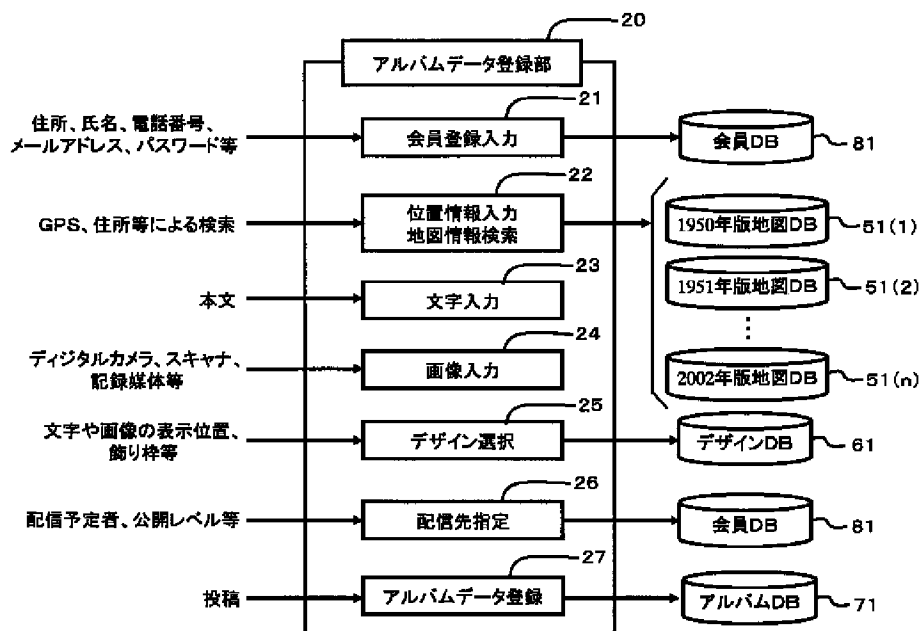 20
アルバムデータ登録部
住所、氏名、電話番号、
メールアドレス、パスワード等
21
会員登録入力
会員DB
81
GPS、住所等による検索
22
位置情報入力
地図情報検索
1950年版地図DB
51(1)
1951年版地図DB
51(2)
⋮
2002年版地図DB
51(n)
本文
23
文字入力
ディジタルカメラ、スキャナ、
記録媒体等
24
画像入力
文字や画像の表示位置、
飾り枠等
25
デザイン選択
デザインDB
61
配信予定者、公開レベル等
26
配信先指定
会員DB
81
投稿
27
アルバムデータ登録
アルバムDB
71